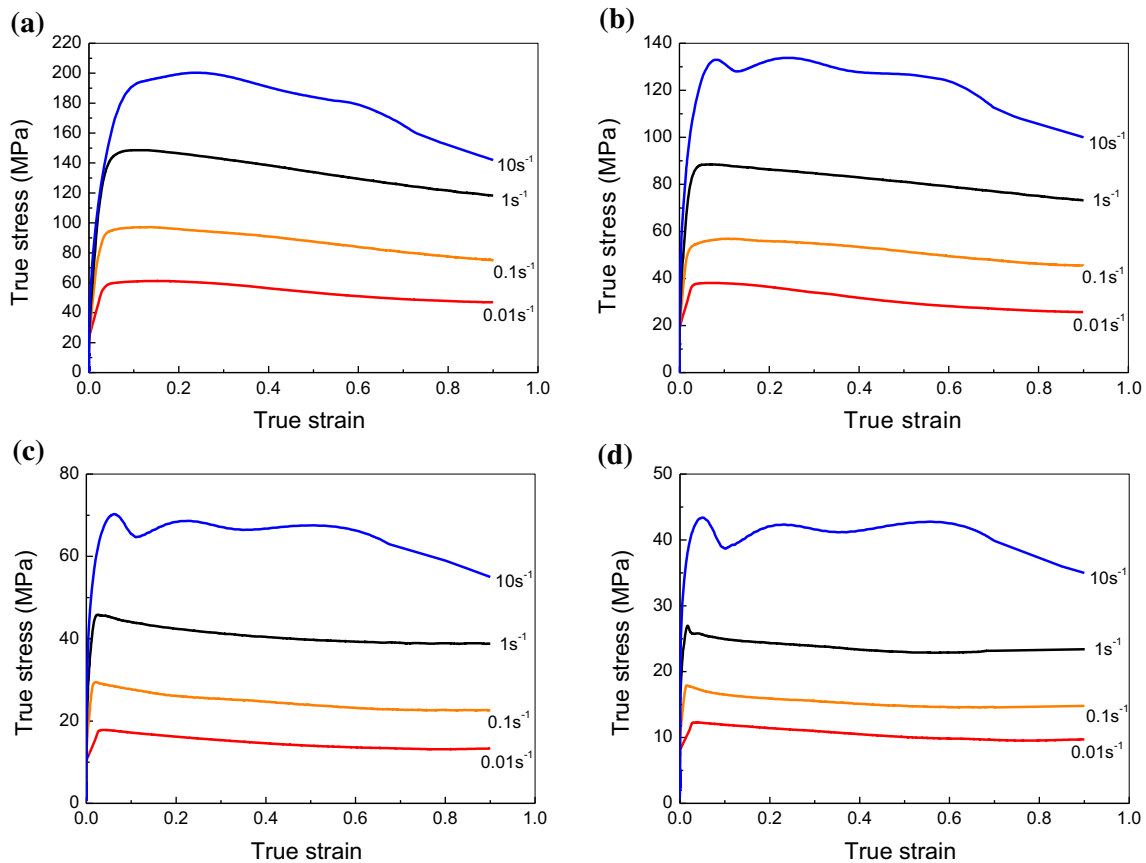 (a)
220
200
180
160
140
120
100
80
60
40
20
0
True stress (MPa)
10s⁻¹
1s⁻¹
0.1s⁻¹
0.01s⁻¹
0.0 0.2 0.4 0.6 0.8 1.0
True strain
(b)
140
120
100
80
60
40
20
0
True stress (MPa)
10s⁻¹
1s⁻¹
0.1s⁻¹
0.01s⁻¹
0.0 0.2 0.4 0.6 0.8 1.0
True strain
(c)
80
60
40
20
0
True stress (MPa)
10s⁻¹
1s⁻¹
0.1s⁻¹
0.01s⁻¹
0.0 0.2 0.4 0.6 0.8 1.0
True strain
(d)
50
40
30
20
10
0
True stress (MPa)
10s⁻¹
1s⁻¹
0.1s⁻¹
0.01s⁻¹
0.0 0.2 0.4 0.6 0.8 1.0
True strain